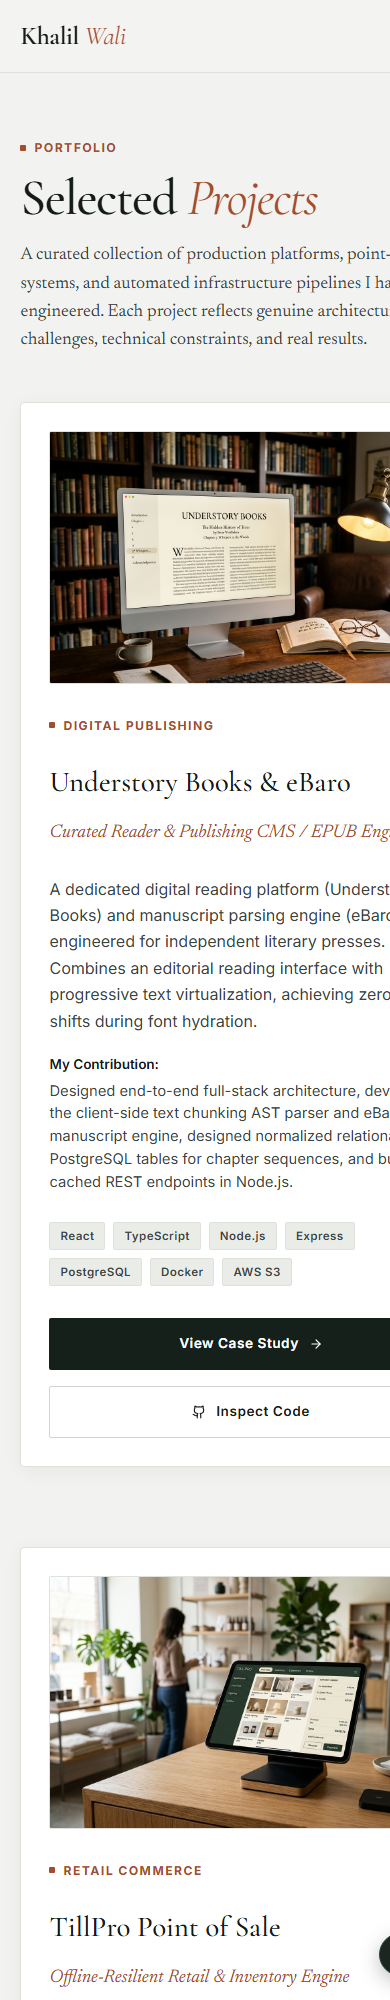 Khalil Wali
PORTFOLIO
Selected Projects
A curated collection of production platforms, point-
systems, and automated infrastructure pipelines I ha
engineered. Each project reflects genuine architectu
challenges, technical constraints, and real results.
UNDERSTORY BOOKS
The Hidden History of Trees
DIGITAL PUBLISHING
Understory Books & eBaro
Curated Reader & Publishing CMS / EPUB Eng
A dedicated digital reading platform (Underst
Books) and manuscript parsing engine (eBaro
engineered for independent literary presses.
Combines an editorial reading interface with
progressive text virtualization, achieving zero
shifts during font hydration.
My Contribution:
Designed end-to-end full-stack architecture, dev
the client-side text chunking AST parser and eBa
manuscript engine, designed normalized relation
PostgreSQL tables for chapter sequences, and bu
cached REST endpoints in Node.js.
React TypeScript Node.js Express
PostgreSQL Docker AWS S3
View Case Study →
Inspect Code
RETAIL COMMERCE
TillPro Point of Sale
Offline-Resilient Retail & Inventory Engine